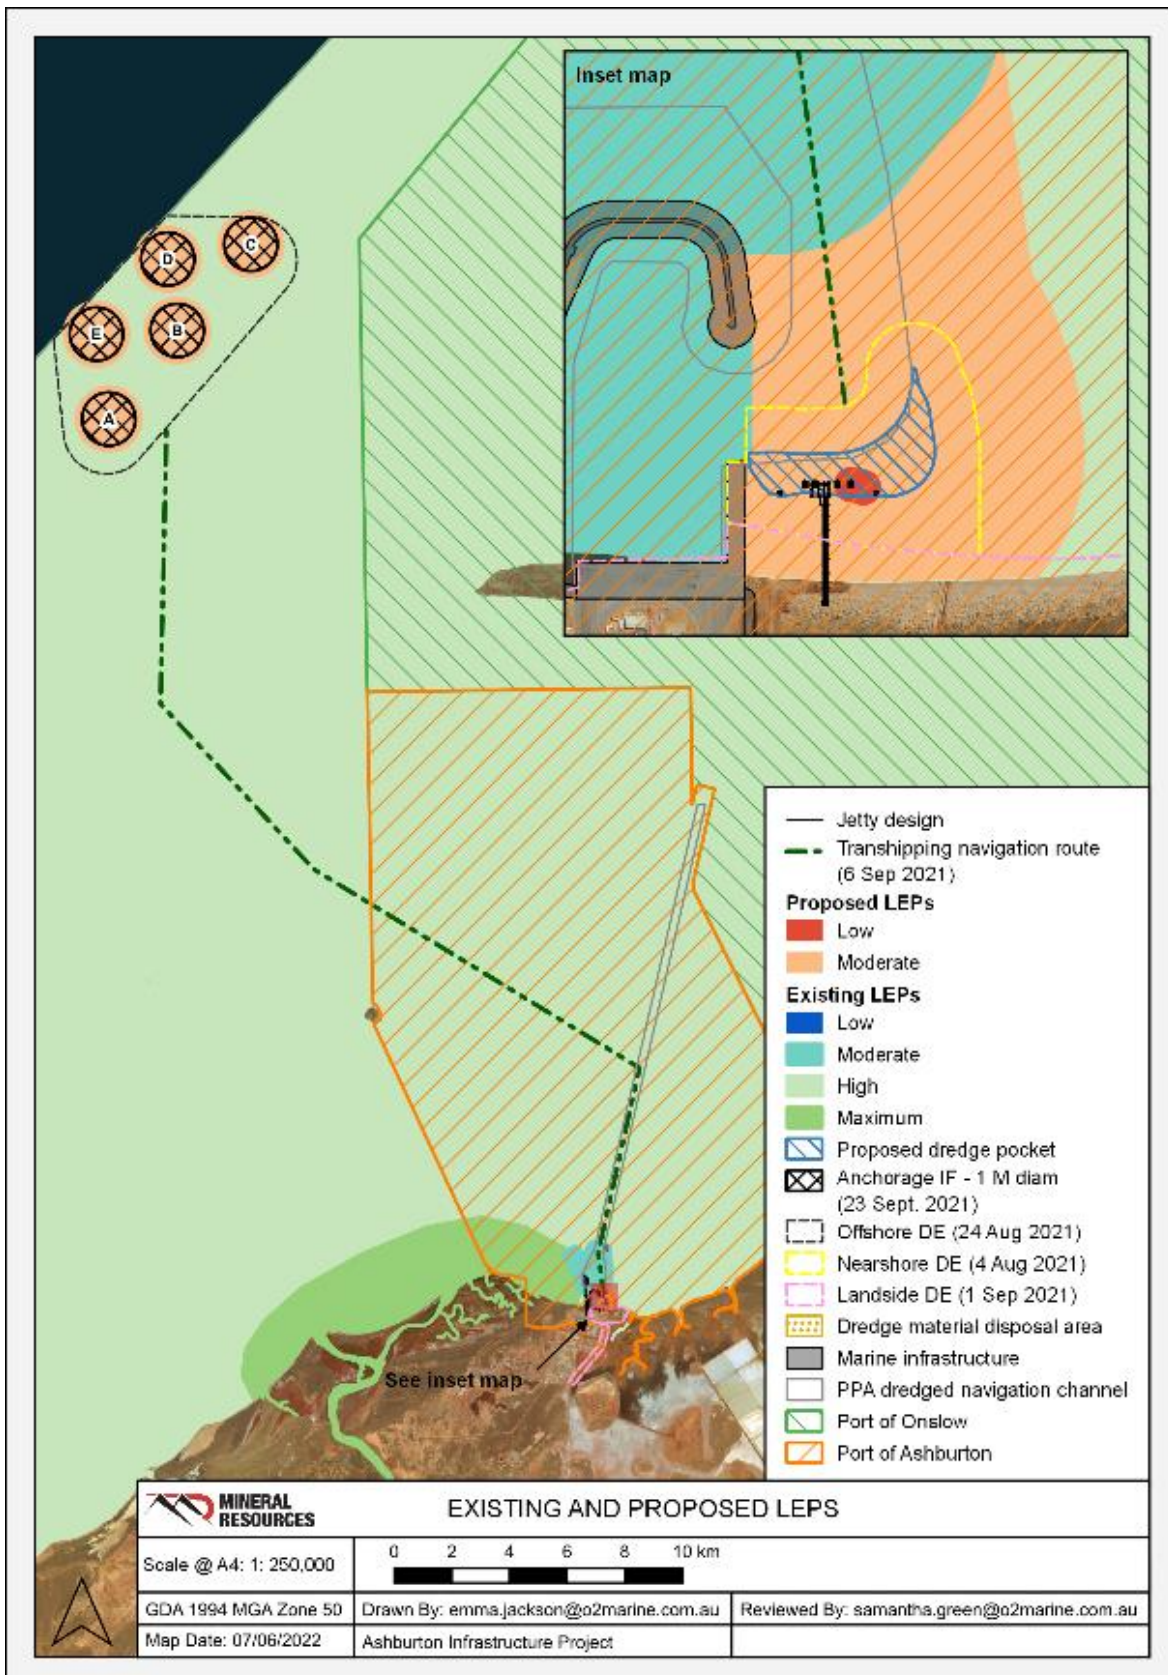 Inset map
C
D
E
B
A
Jetty design
Transhipping navigation route
(6 Sep 2021)
Proposed LEPs
Low
Moderate
Existing LEPs
Low
Moderate
High
Maximum
Proposed dredge pocket
Anchorage IF - 1 M diam
(23 Sept. 2021)
Offshore DE (24 Aug 2021)
Nearshore DE (4 Aug 2021)
Landside DE (1 Sep 2021)
Dredge material disposal area
Marine infrastructure
PPA dredged navigation channel
Port of Onslow
Port of Ashburton
See inset map
MINERAL
RESOURCES
EXISTING AND PROPOSED LEPS
Scale @ A4: 1: 250,000
0 2 4 6 8 10 km
GDA 1994 MGA Zone 50
Drawn By: emma.jackson@o2marine.com.au
Reviewed By: samantha.green@o2marine.com.au
Map Date: 07/06/2022
Ashburton Infrastructure Project